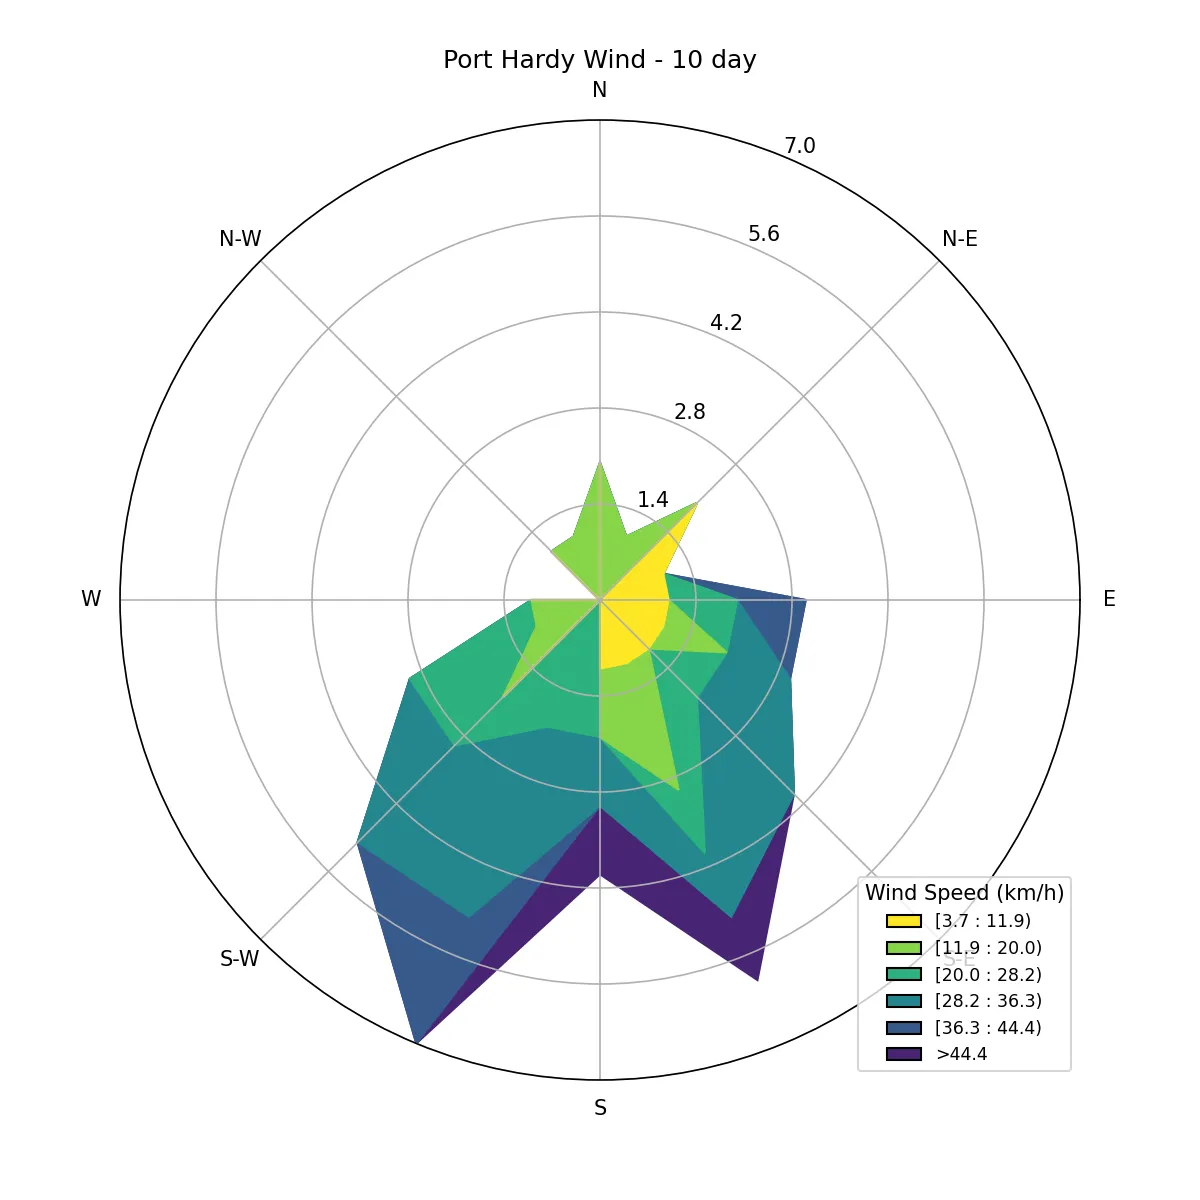 Port Hardy Wind - 10 day
N
7.0
N-W
5.6
N-E
4.2
2.8
1.4
W
E
Wind Speed (km/h)
[3.7 : 11.9)
[11.9 : 20.0)
S-W
S-E
[20.0 : 28.2)
[28.2 : 36.3)
[36.3 : 44.4)
>44.4
S